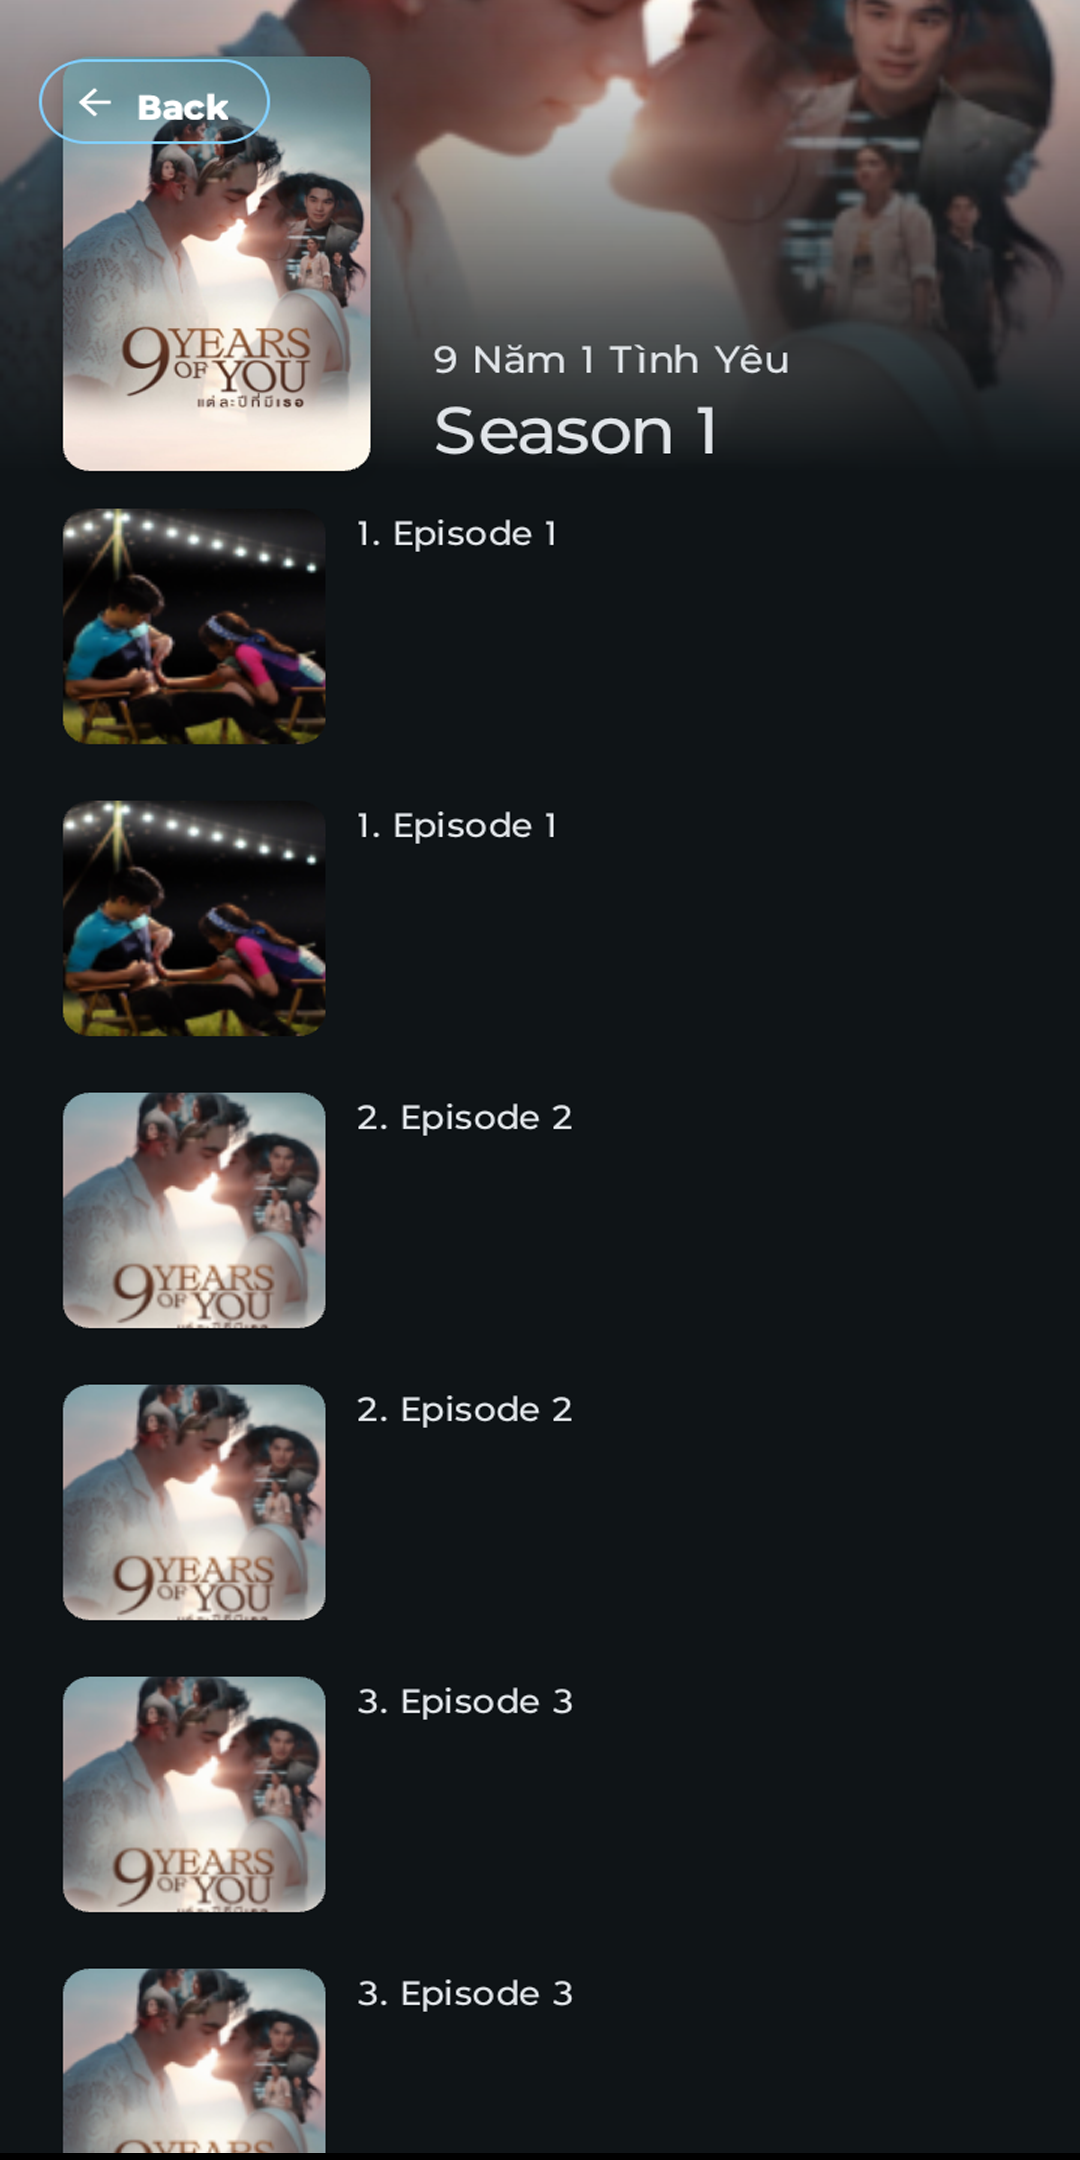 Back
9 YEARS
OF YOU
แต่ละปีที่มีเธอ
9 Năm 1 Tình Yêu
Season 1
1. Episode 1
1. Episode 1
2. Episode 2
9 YEARS
OF YOU
2. Episode 2
9 YEARS
OF YOU
3. Episode 3
9 YEARS
OF YOU
3. Episode 3
9 YEARS